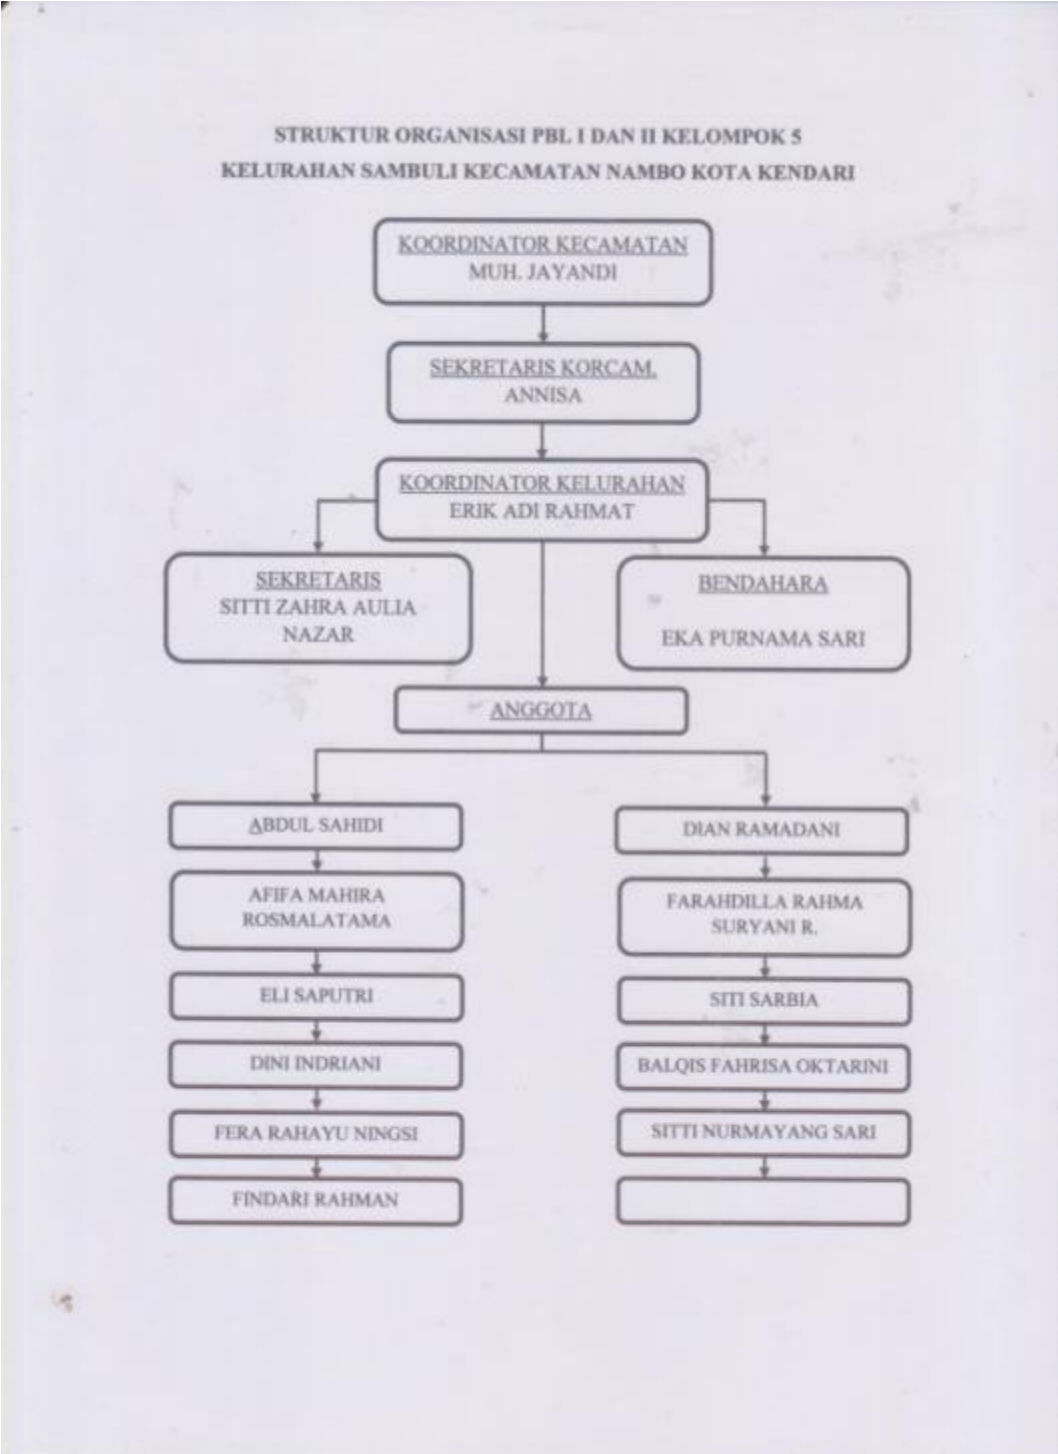 STRUKTUR ORGANISASI PBL I DAN II KELOMPOK 5
KELURAHAN SAMBULI KECAMATAN NAMBO KOTA KENDARI
KOORDINATOR KECAMATAN
MUH. JAYANDI
SEKRETARIS KORCAM.
ANNISA
KOORDINATOR KELURAHAN
ERIK ADI RAHMAT
SEKRETARIS
SITTI ZAHRA AULIA
NAZAR
BENDAHARA
EKA PURNAMA SARI
ANGGOTA
ABDUL SAHIDI
AFIFA MAHIRA
ROSMALATAMA
ELI SAPUTRI
DINI INDRIANI
FERA RAHAYU NINGSI
FINDARI RAHMAN
DIAN RAMADANI
FARAHDILLA RAHMA
SURYANI R.
SITI SARBIA
BALQIS FAHRISA OKTARINI
SITTI NURMAYANG SARI